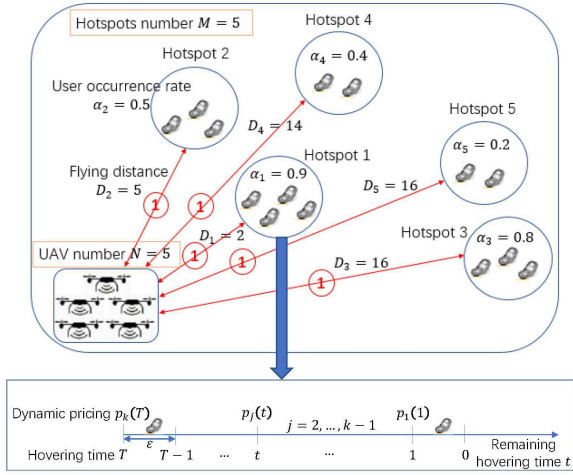 Hotspots number M = 5
Hotspot 4
α₄ = 0.4
Hotspot 2
User occurrence rate
α₂ = 0.5
D₄ = 14
Hotspot 5
α₅ = 0.2
Hotspot 1
α₁ = 0.9
Flying distance
D₂ = 5
D₅ = 16
1
1
D₁ = 2
Hotspot 3
α₃ = 0.8
UAV number N = 5
1
1
D₃ = 16
1
Dynamic pricing pₖ(T)
pⱼ(t)
j = 2, ..., k − 1
p₁(1)
ε
Hovering time T
T − 1
...
t
...
1
0
Remaining
hovering time t